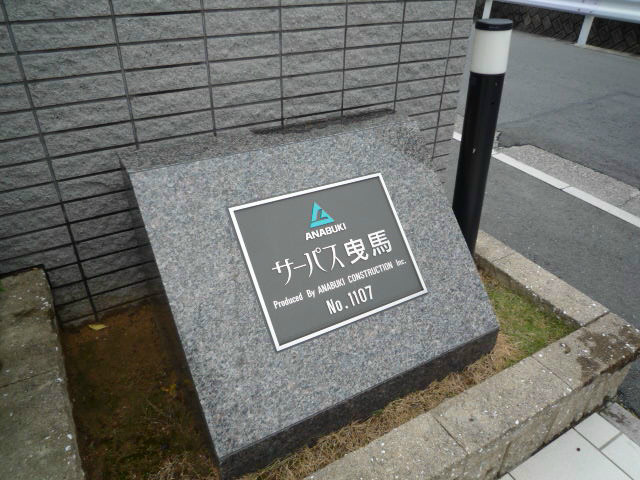 ANABUKI
サーパス曳馬
Produced By ANABUKI CONSTRUCTION Inc.
No.1107